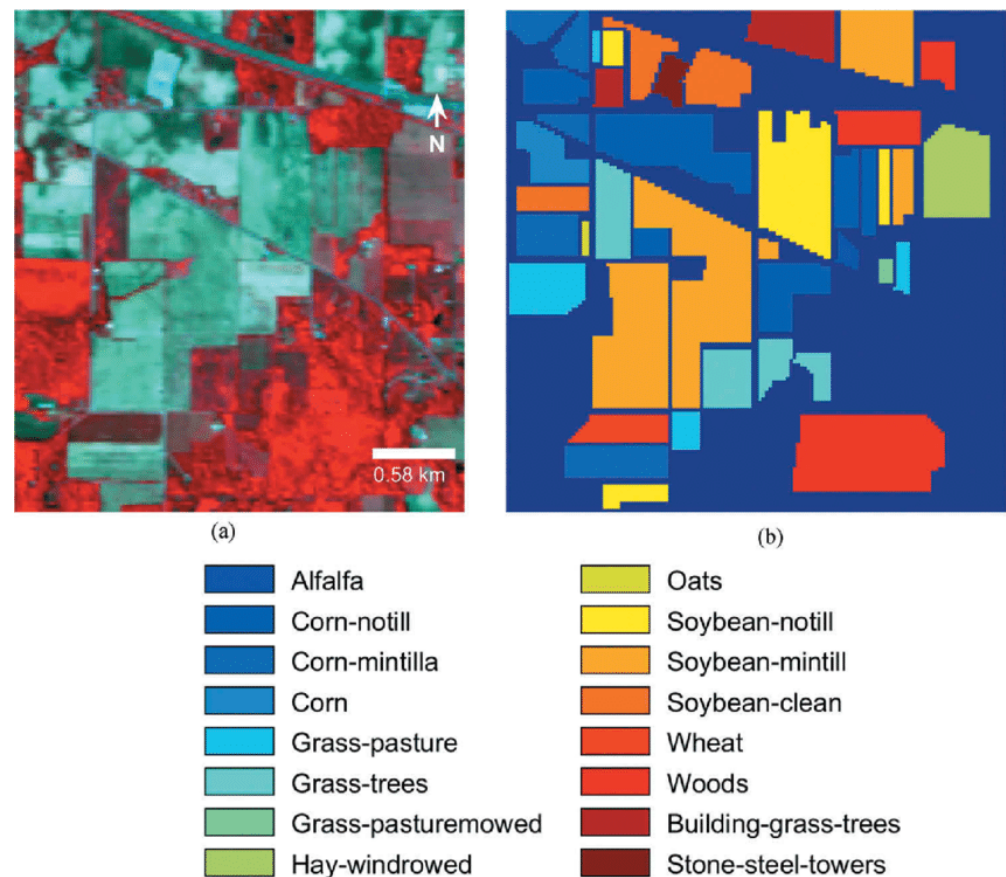 N
0.58 km
(a)
(b)
Alfalfa
Corn-notill
Corn-mintilla
Corn
Grass-pasture
Grass-trees
Grass-pasturemowed
Hay-windrowed
Oats
Soybean-notill
Soybean-mintill
Soybean-clean
Wheat
Woods
Building-grass-trees
Stone-steel-towers